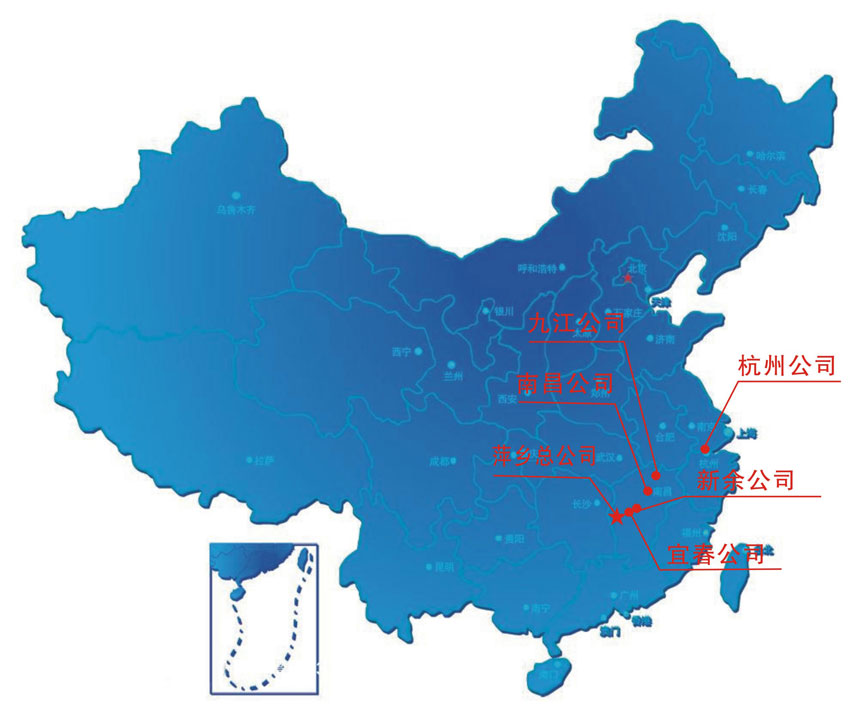 哈尔滨
长春
乌鲁木齐
沈阳
呼和浩特
北京
天津
银川
石家庄
九江公司
太原
济南
西宁
兰州
杭州公司
南昌公司
西安
郑州
南京
合肥
上海
萍乡总公司
武汉
成都
拉萨
杭州
新余公司
南昌
长沙
福州
贵阳
宜春公司
昆明
广州
南宁
香港
澳门